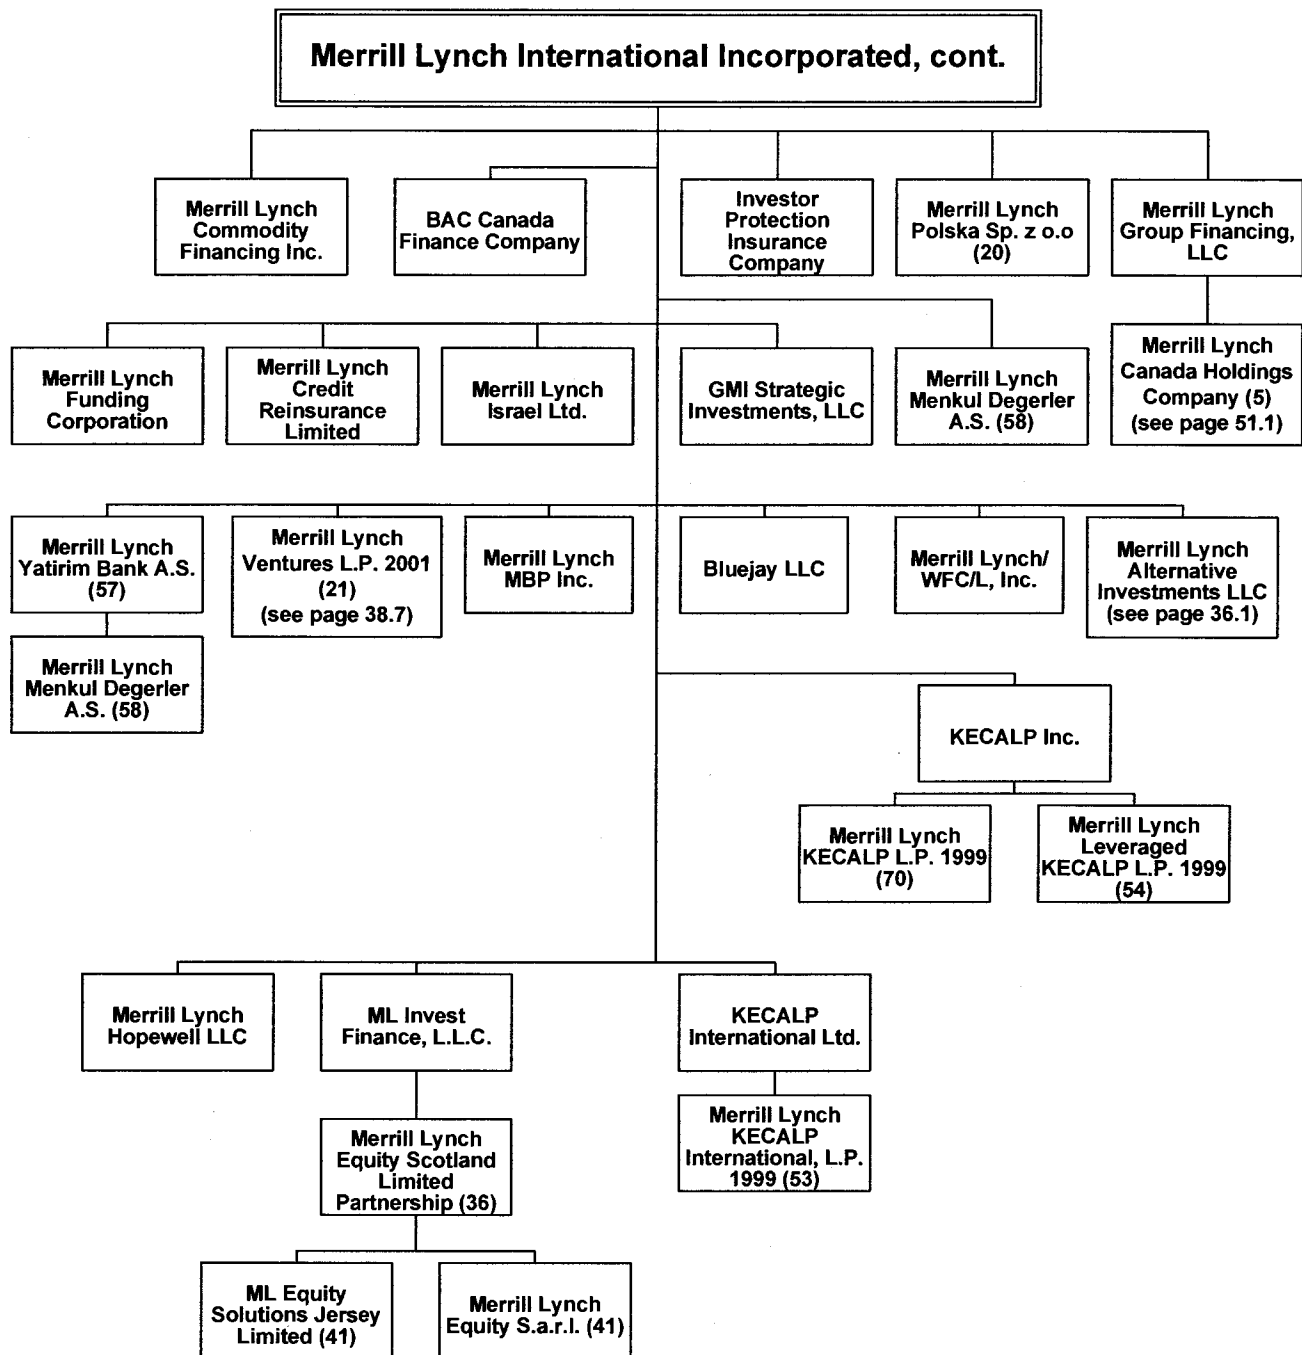 Merrill Lynch International Incorporated, cont.
Merrill Lynch
Commodity
Financing Inc.
BAC Canada
Finance Company
Investor
Protection
Insurance
Company
Merrill Lynch
Polska Sp. z o.o
(20)
Merrill Lynch
Group Financing,
LLC
Merrill Lynch
Funding
Corporation
Merrill Lynch
Credit
Reinsurance
Limited
Merrill Lynch
Israel Ltd.
GMI Strategic
Investments, LLC
Merrill Lynch
Menkul Degerler
A.S. (58)
Merrill Lynch
Canada Holdings
Company (5)
(see page 51.1)
Merrill Lynch
Yatirim Bank A.S.
(57)
Merrill Lynch
Ventures L.P. 2001
(21)
(see page 38.7)
Merrill Lynch
MBP Inc.
Bluejay LLC
Merrill Lynch/
WFC/L, Inc.
Merrill Lynch
Alternative
Investments LLC
(see page 36.1)
Merrill Lynch
Menkul Degerler
A.S. (58)
KECALP Inc.
Merrill Lynch
KECALP L.P. 1999
(70)
Merrill Lynch
Leveraged
KECALP L.P. 1999
(54)
Merrill Lynch
Hopewell LLC
ML Invest
Finance, L.L.C.
KECALP
International Ltd.
Merrill Lynch
Equity Scotland
Limited
Partnership (36)
Merrill Lynch
KECALP
International, L.P.
1999 (53)
ML Equity
Solutions Jersey
Limited (41)
Merrill Lynch
Equity S.a.r.l. (41)